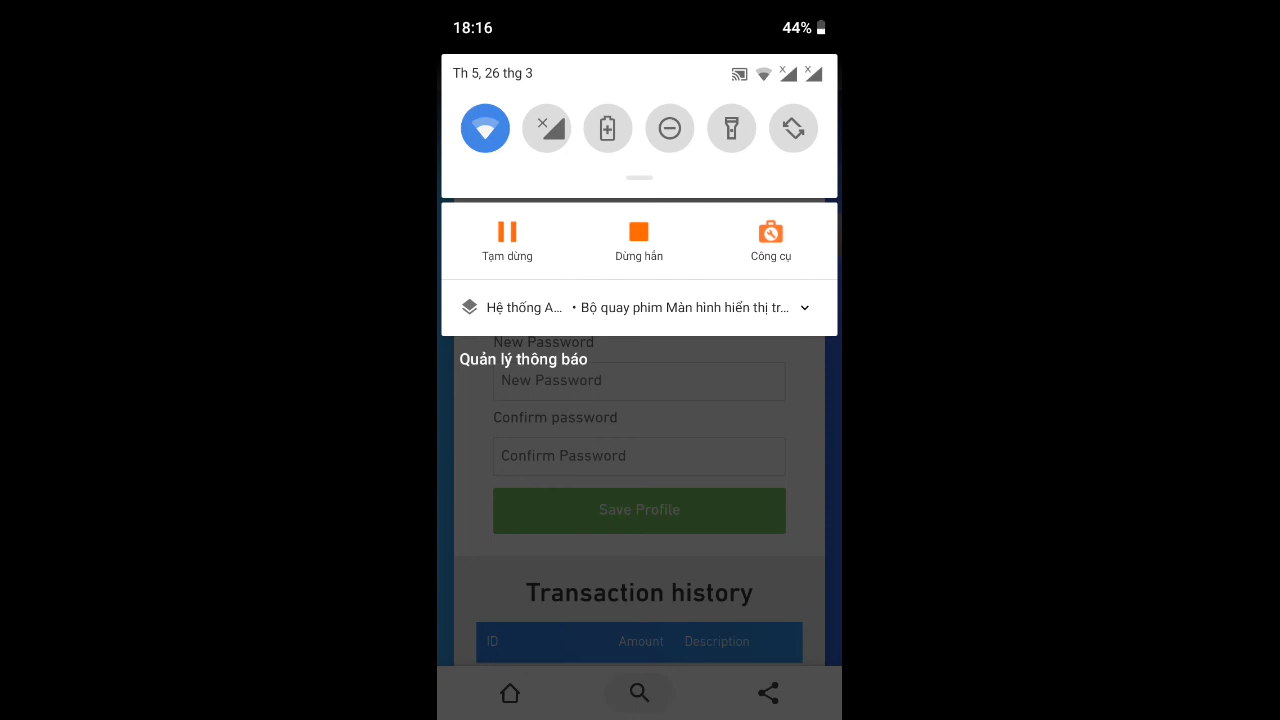 18:16
44%
Th 5, 26 thg 3
Tạm dừng
Dừng hẳn
Công cụ
Hệ thống A... • Bộ quay phim Màn hình hiển thị tr...
New Password
Quản lý thông báo
New Password
Confirm password
Confirm Password
Save Profile
Transaction history
ID Amount Description